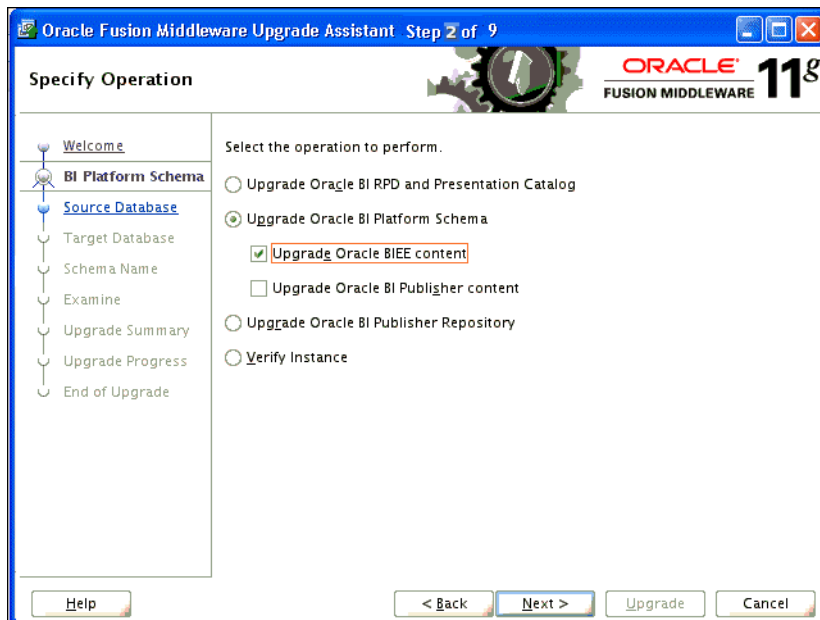 Oracle Fusion Middleware Upgrade Assistant Step 2 of 9
Specify Operation
ORACLE
FUSION MIDDLEWARE 11g
Welcome
BI Platform Schema
Source Database
Target Database
Schema Name
Examine
Upgrade Summary
Upgrade Progress
End of Upgrade
Select the operation to perform.
Upgrade Oracle BI RPD and Presentation Catalog
Upgrade Oracle BI Platform Schema
Upgrade Oracle BIEE content
Upgrade Oracle BI Publisher content
Upgrade Oracle BI Publisher Repository
Verify Instance
Help
< Back
Next >
Upgrade
Cancel